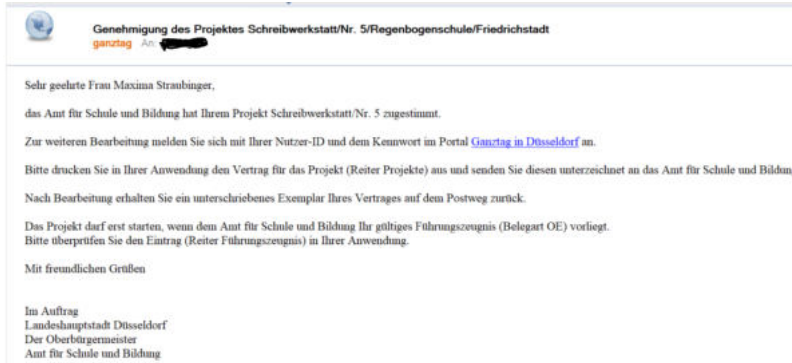 Genehmigung des Projektes Schreibwerkstatt/Nr. 5/Regenbogenschule/Friedrichstadt
ganztag An:
Sehr geehrte Frau Maxima Straubinger,
das Amt für Schule und Bildung hat Ihrem Projekt Schreibwerkstatt/Nr. 5 zugestimmt.
Zur weiteren Bearbeitung melden Sie sich mit Ihrer Nutzer-ID und dem Kennwort im Portal Ganztag in Düsseldorf an.
Bitte drucken Sie in Ihrer Anwendung den Vertrag für das Projekt (Reiter Projekte) aus und senden Sie diesen unterzeichnet an das Amt für Schule und Bildun
Nach Bearbeitung erhalten Sie ein unterschriebenes Exemplar Ihres Vertrages auf dem Postweg zurück.
Das Projekt darf erst starten, wenn dem Amt für Schule und Bildung Ihr gültiges Führungszeugnis (Belegart OE) vorliegt.
Bitte überprüfen Sie den Eintrag (Reiter Führungszeugnis) in Ihrer Anwendung.
Mit freundlichen Grüßen
Im Auftrag
Landeshauptstadt Düsseldorf
Der Oberbürgermeister
Amt für Schule und Bildung